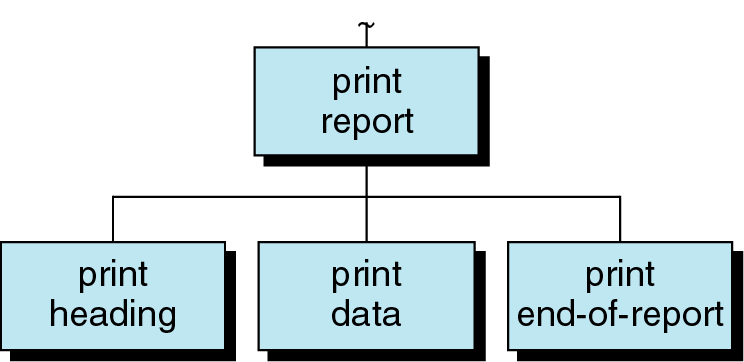 ~
print
report
print
heading
print
data
print
end-of-report